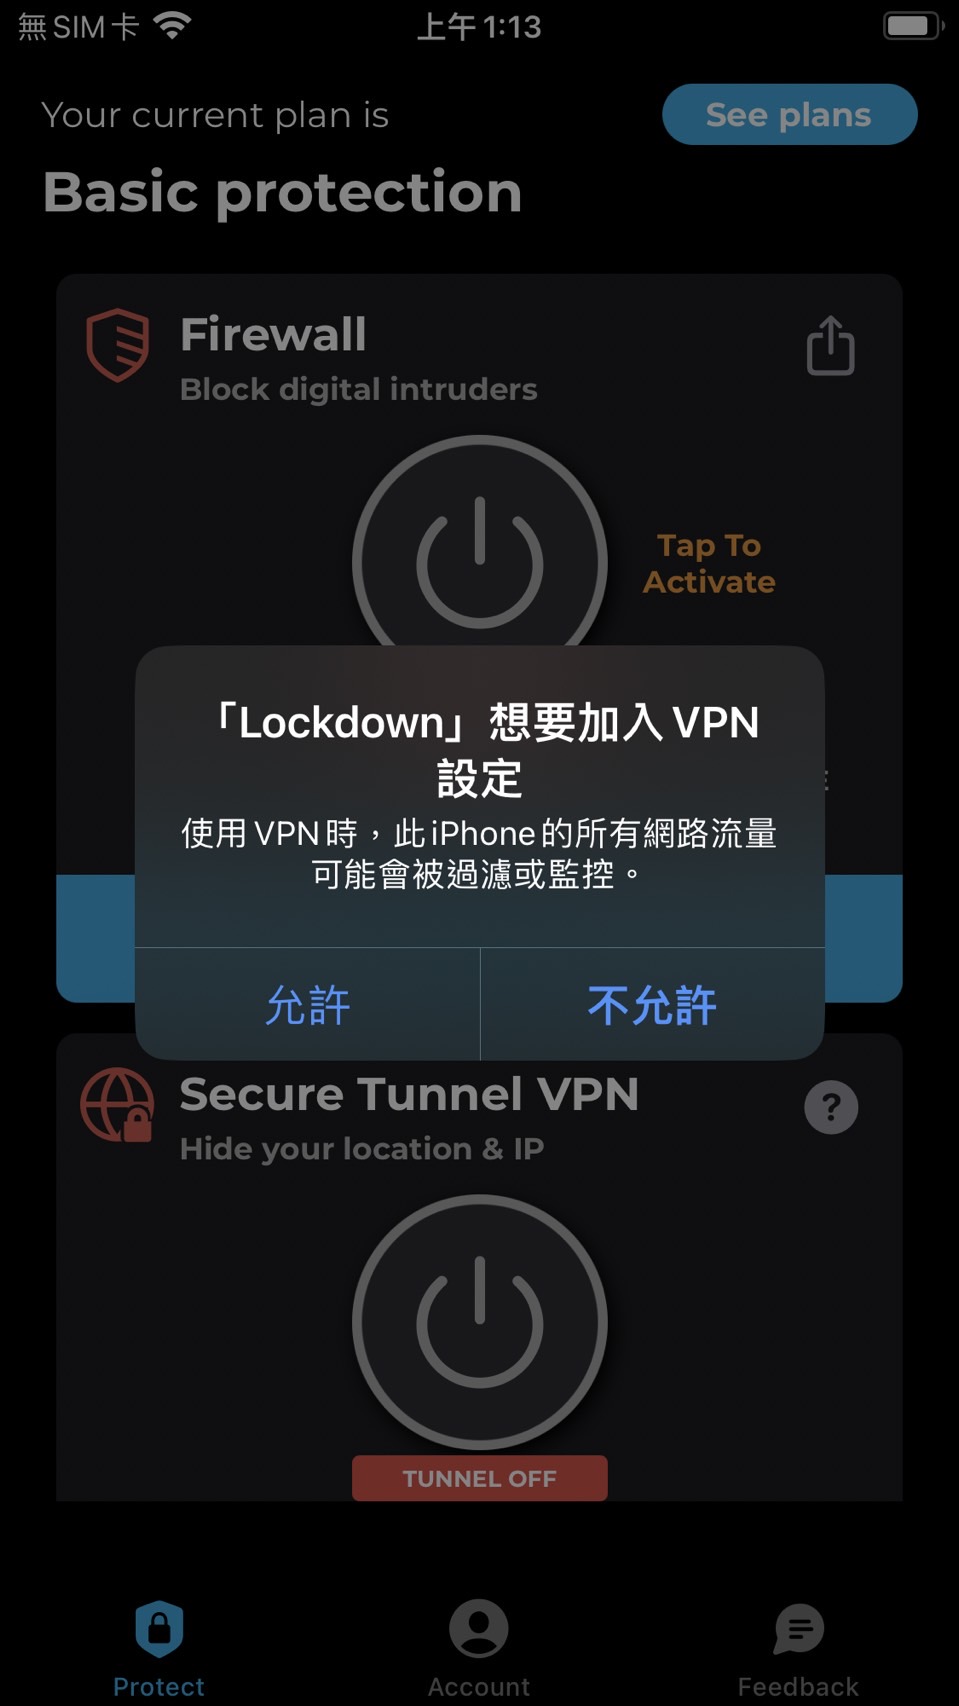 無 SIM 卡
上午 1:13
Your current plan is
See plans
Basic protection
Firewall
Block digital intruders
Tap To
Activate
「Lockdown」想要加入 VPN
設定
使用 VPN 時，此 iPhone 的所有網路流量
可能會被過濾或監控。
允許
不允許
Secure Tunnel VPN
?
Hide your location & IP
TUNNEL OFF
Protect
Account
Feedback